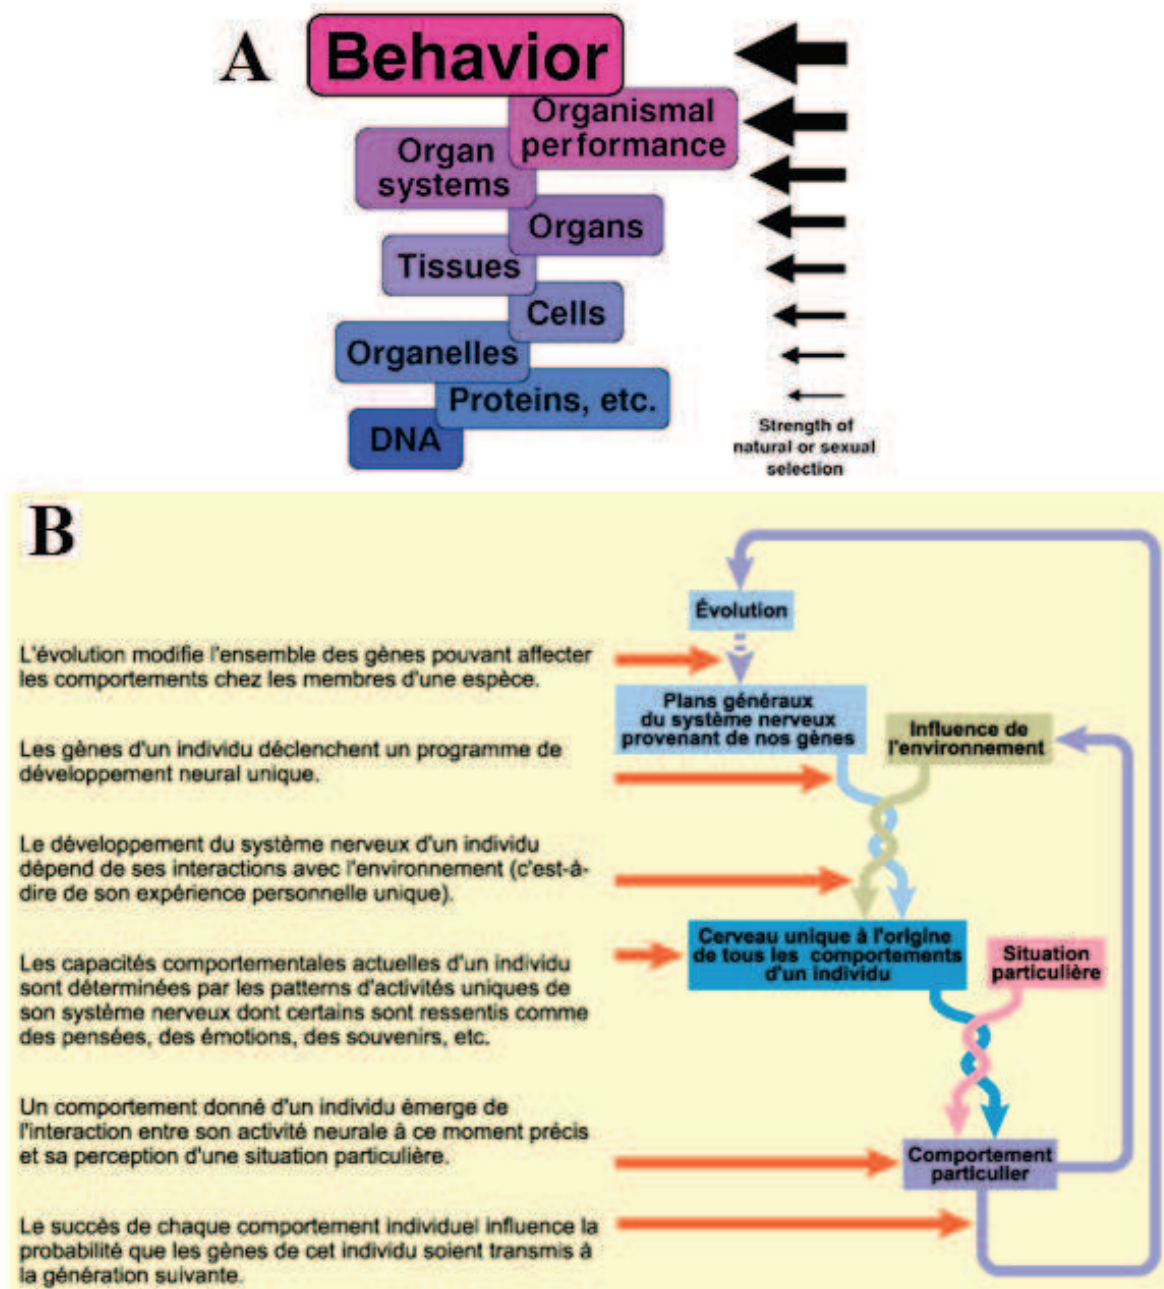 A
Behavior
Organismal
performance
Organ
systems
Organs
Tissues
Cells
Organelles
Proteins, etc.
DNA
Strength of
natural or sexual
selection
B
Évolution
L'évolution modifie l'ensemble des gènes pouvant affecter
les comportements chez les membres d'une espèce.
Plans généraux
du système nerveux
provenant de nos gènes
Influence de
l'environnement
Les gènes d'un individu déclenchent un programme de
développement neural unique.
Le développement du système nerveux d'un individu
dépend de ses interactions avec l'environnement (c'est-à-
dire de son expérience personnelle unique).
Cerveau unique à l'origine
de tous les comportements
d'un individu
Situation
particulière
Les capacités comportementales actuelles d'un individu
sont déterminées par les patterns d'activités uniques de
son système nerveux dont certains sont ressentis comme
des pensées, des émotions, des souvenirs, etc.
Un comportement donné d'un individu émerge de
l'interaction entre son activité neurale à ce moment précis
et sa perception d'une situation particulière.
Comportement
particulier
Le succès de chaque comportement individuel influence la
probabilité que les gènes de cet individu soient transmis à
la génération suivante.